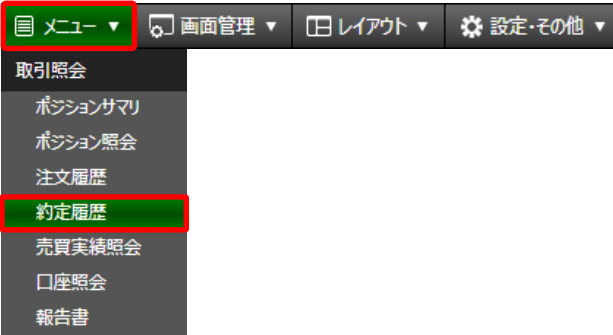 メニュー ▼ 画面管理 ▼ レイアウト ▼ 設定・その他 ▼
取引照会
ポジションサマリ
ポジション照会
注文履歴
約定履歴
売買実績照会
口座照会
報告書